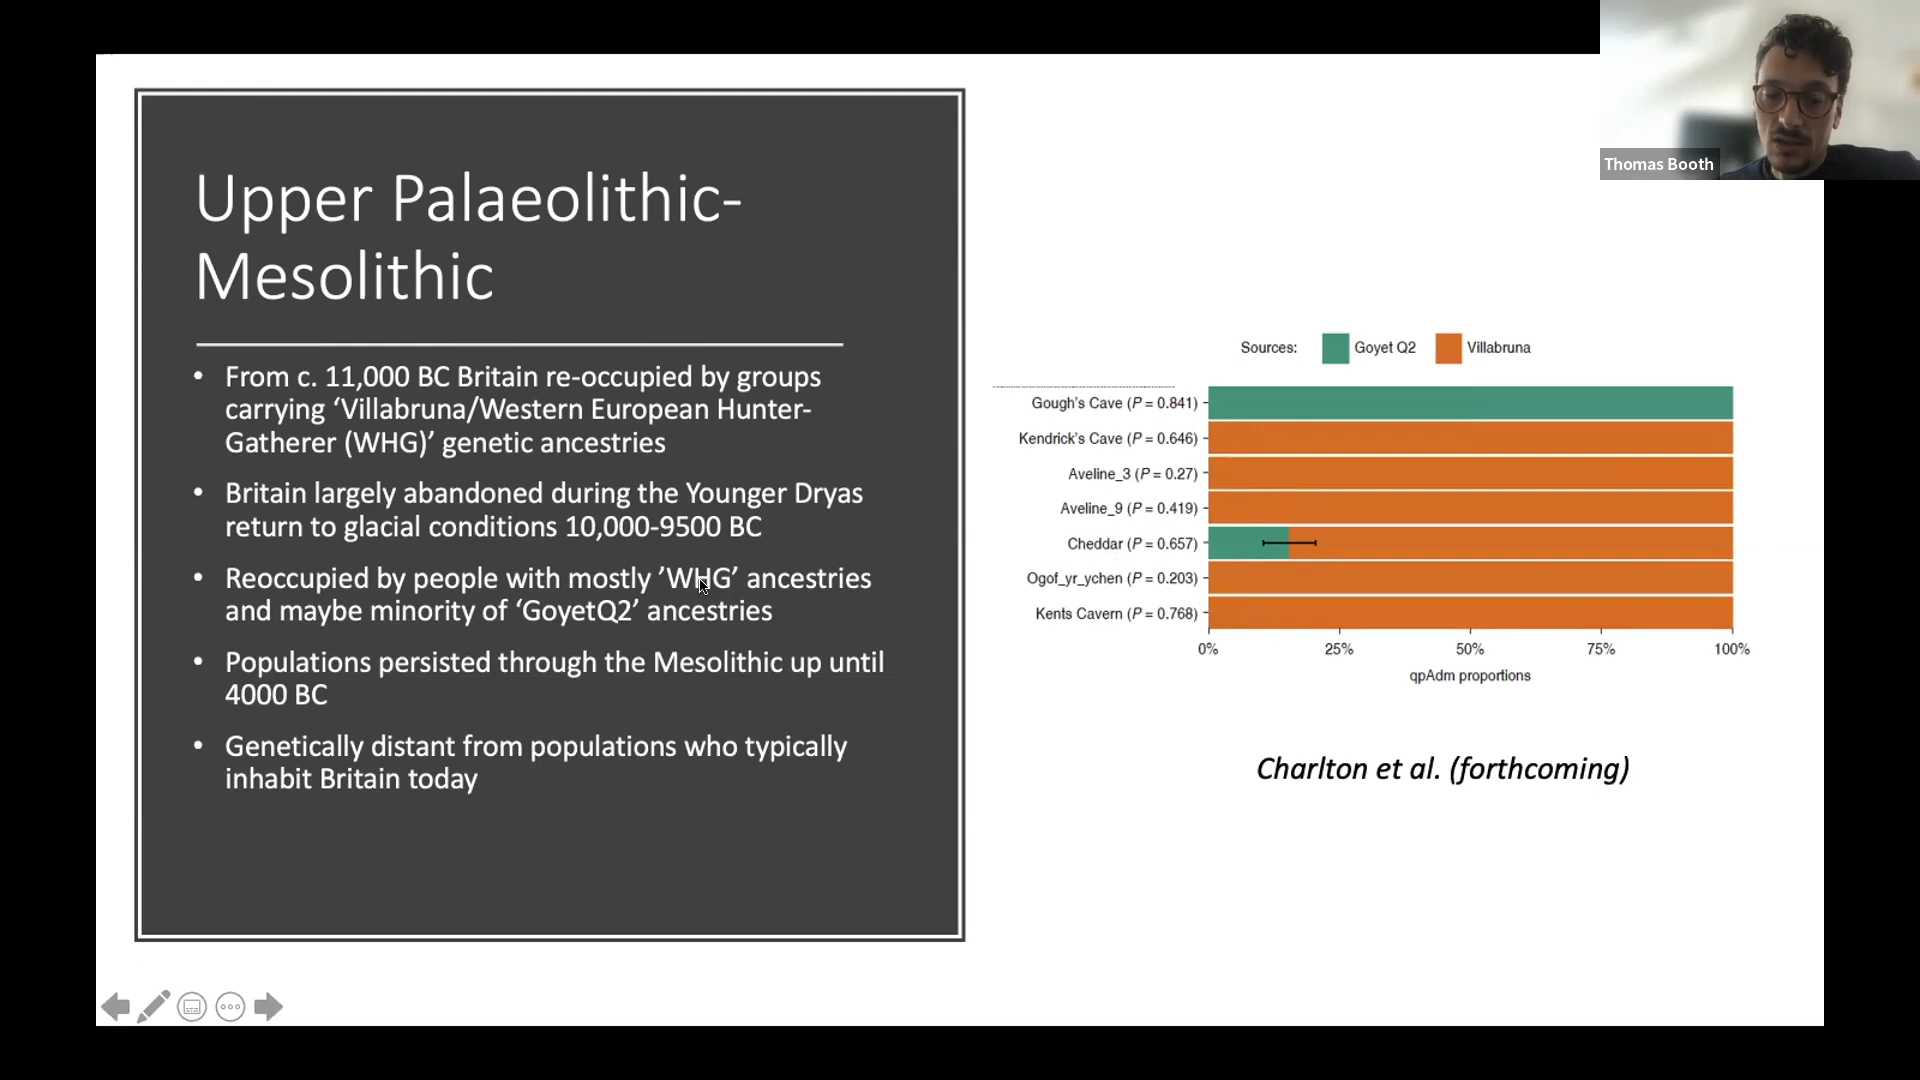 Thomas Booth
Upper Palaeolithic-
Mesolithic
• From c. 11,000 BC Britain re-occupied by groups
carrying ‘Villabruna/Western European Hunter-
Gatherer (WHG)’ genetic ancestries
• Britain largely abandoned during the Younger Dryas
return to glacial conditions 10,000-9500 BC
• Reoccupied by people with mostly ’WHG’ ancestries
and maybe minority of ‘GoyetQ2’ ancestries
• Populations persisted through the Mesolithic up until
4000 BC
• Genetically distant from populations who typically
inhabit Britain today
Sources: Goyet Q2 Villabruna
Gough’s Cave (P = 0.841)
Kendrick’s Cave (P = 0.646)
Aveline_3 (P = 0.27)
Aveline_9 (P = 0.419)
Cheddar (P = 0.657)
Ogof_yr_ychen (P = 0.203)
Kents Cavern (P = 0.768)
0% 25% 50% 75% 100%
qpAdm proportions
Charlton et al. (forthcoming)